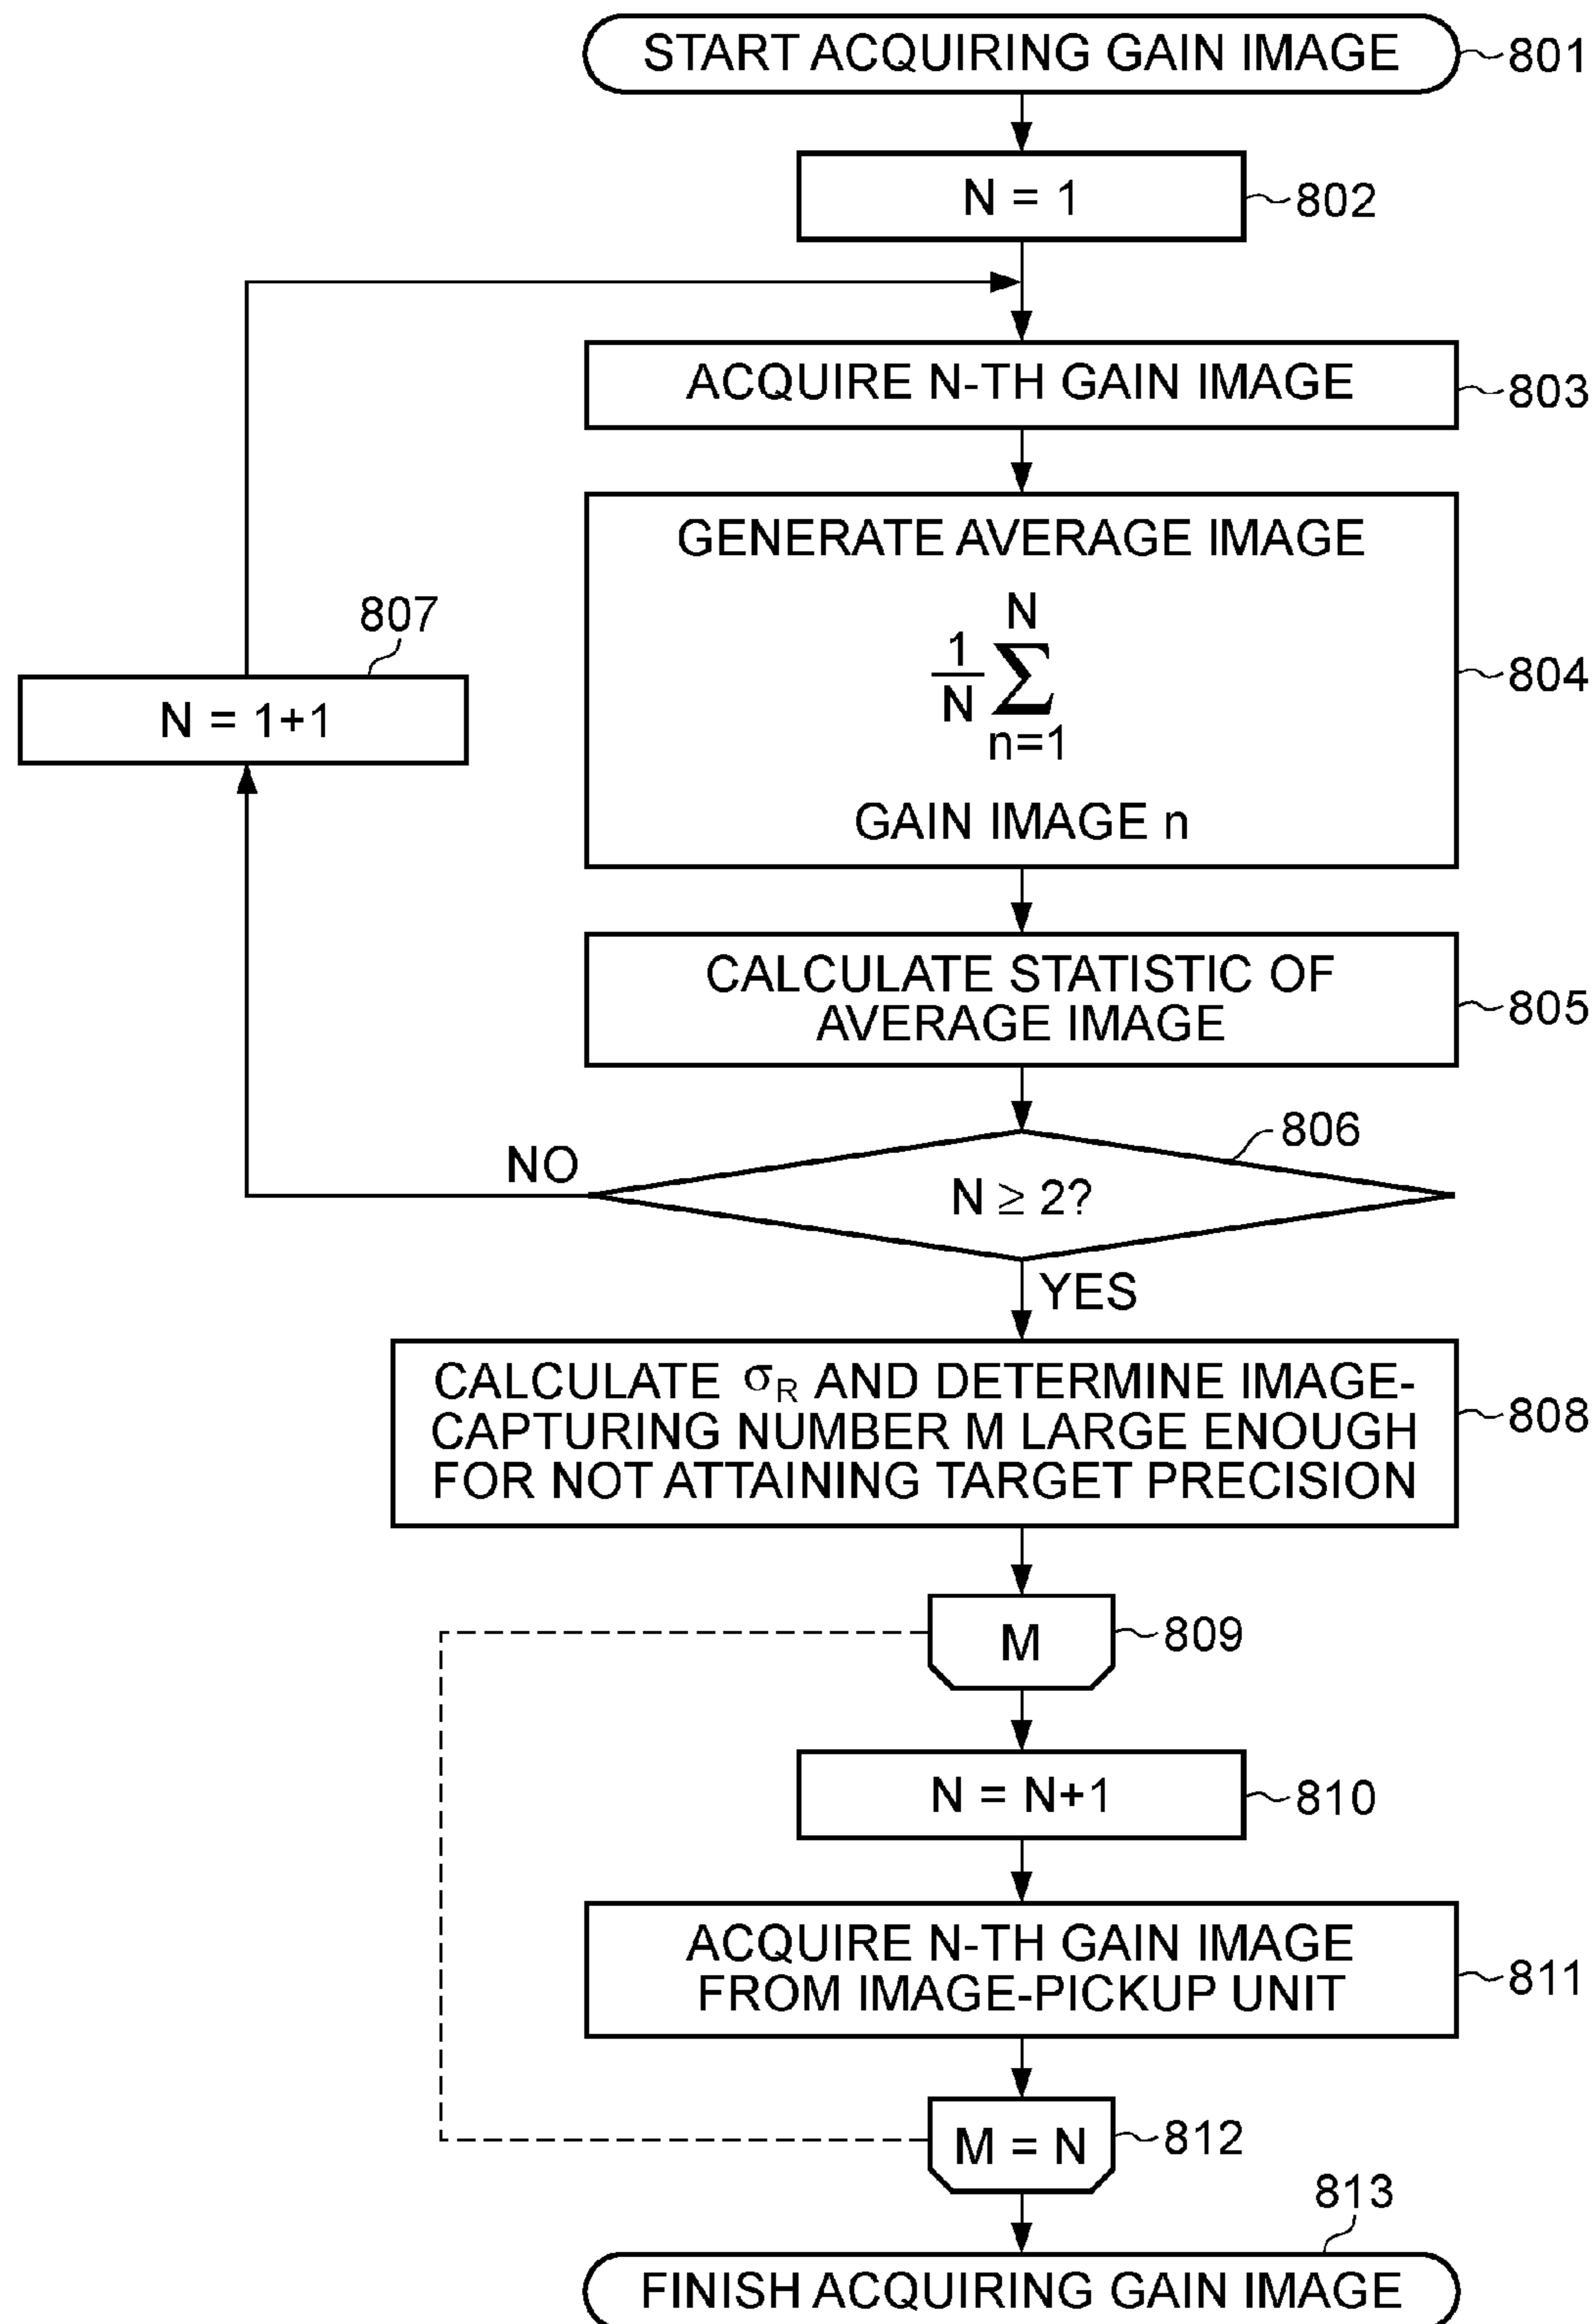 START ACQUIRING GAIN IMAGE
801
N = 1
802
ACQUIRE N-TH GAIN IMAGE
803
GENERATE AVERAGE IMAGE
N
1
N
Σ
n=1
GAIN IMAGE n
804
807
N = 1+1
CALCULATE STATISTIC OF
AVERAGE IMAGE
805
806
NO
N ≥ 2?
YES
CALCULATE σR AND DETERMINE IMAGE-
CAPTURING NUMBER M LARGE ENOUGH
FOR NOT ATTAINING TARGET PRECISION
808
M
809
N = N+1
810
ACQUIRE N-TH GAIN IMAGE
FROM IMAGE-PICKUP UNIT
811
M = N
812
813
FINISH ACQUIRING GAIN IMAGE